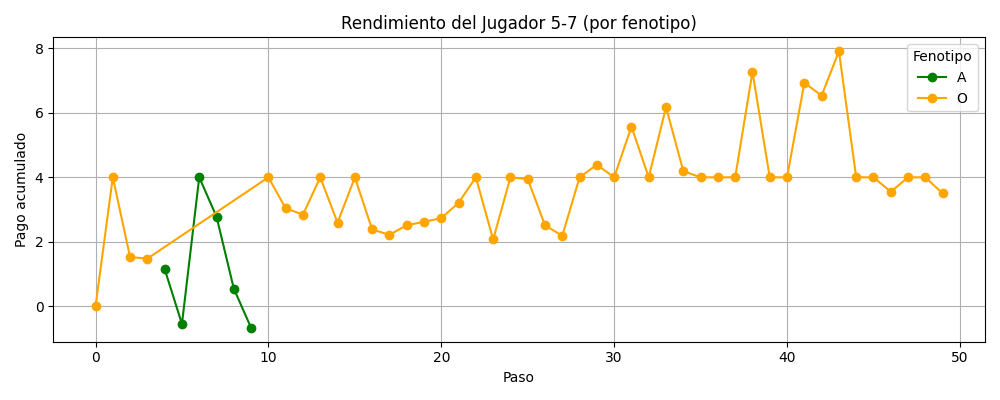 Rendimiento del Jugador 5-7 (por fenotipo)
Pago acumulado
8
6
4
2
0
Fenotipo
A
O
0 10 20 30 40 50
Paso